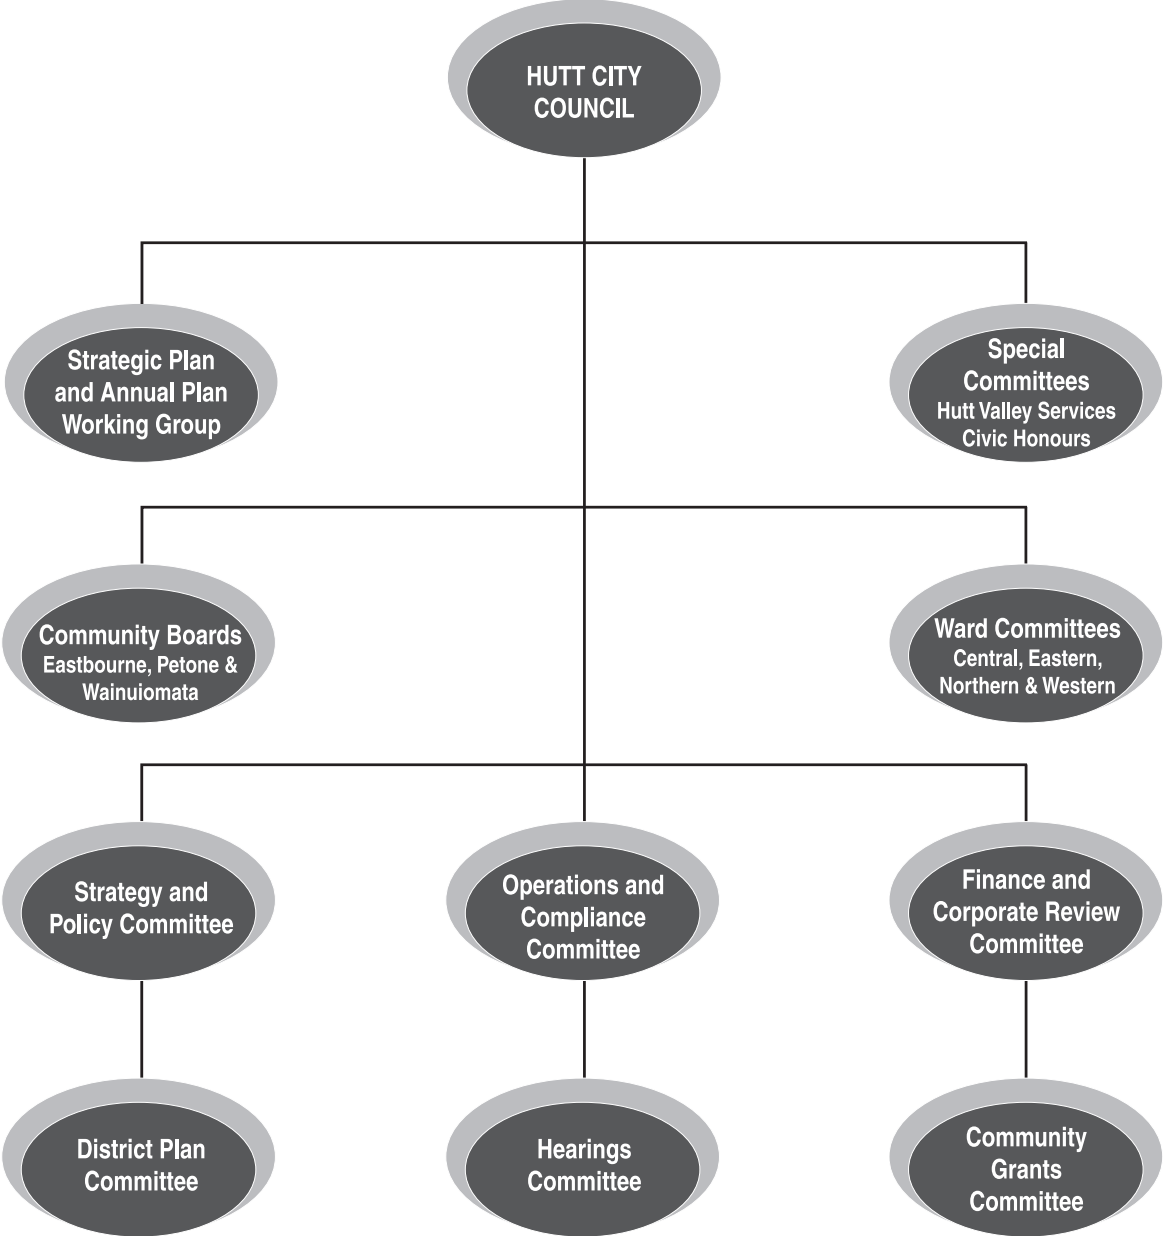 HUTT CITY
COUNCIL
Strategic Plan
and Annual Plan
Working Group
Special
Committees
Hutt Valley Services
Civic Honours
Community Boards
Eastbourne, Petone &
Wainuiomata
Ward Committees
Central, Eastern,
Northern & Western
Strategy and
Policy Committee
Operations and
Compliance
Committee
Finance and
Corporate Review
Committee
District Plan
Committee
Hearings
Committee
Community
Grants
Committee